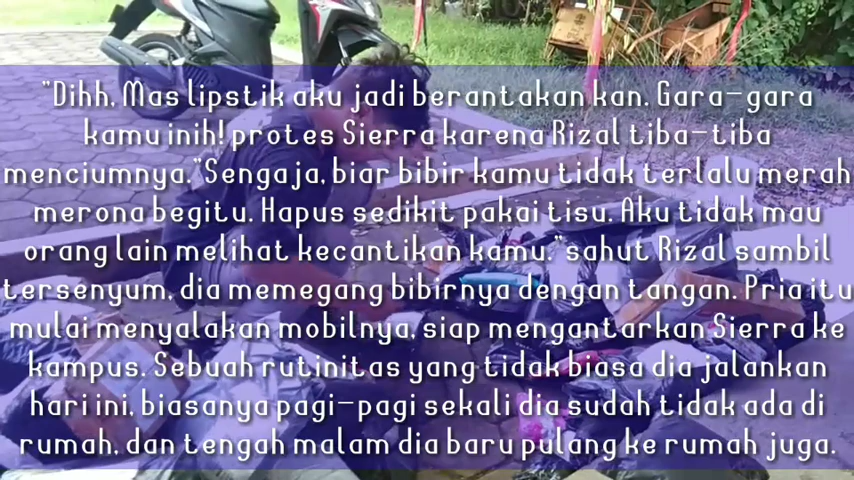 "Dihh, Mas lipstik aku jadi berantakan kan. Gara-gara
kamu inih! protes Sierra karena Rizal tiba-tiba
menciumnya."Sengaja, biar bibir kamu tidak terlalu merah
merona begitu. Hapus sedikit pakai tisu. Aku tidak mau
orang lain melihat kecantikan kamu."sahut Rizal sambil
tersenyum, dia memegang bibirnya dengan tangan. Pria itu
mulai menyalakan mobilnya, siap mengantarkan Sierra ke
kampus. Sebuah rutinitas yang tidak biasa dia jalankan
hari ini, biasanya pagi-pagi sekali dia sudah tidak ada di
rumah, dan tengah malam dia baru pulang ke rumah juga.